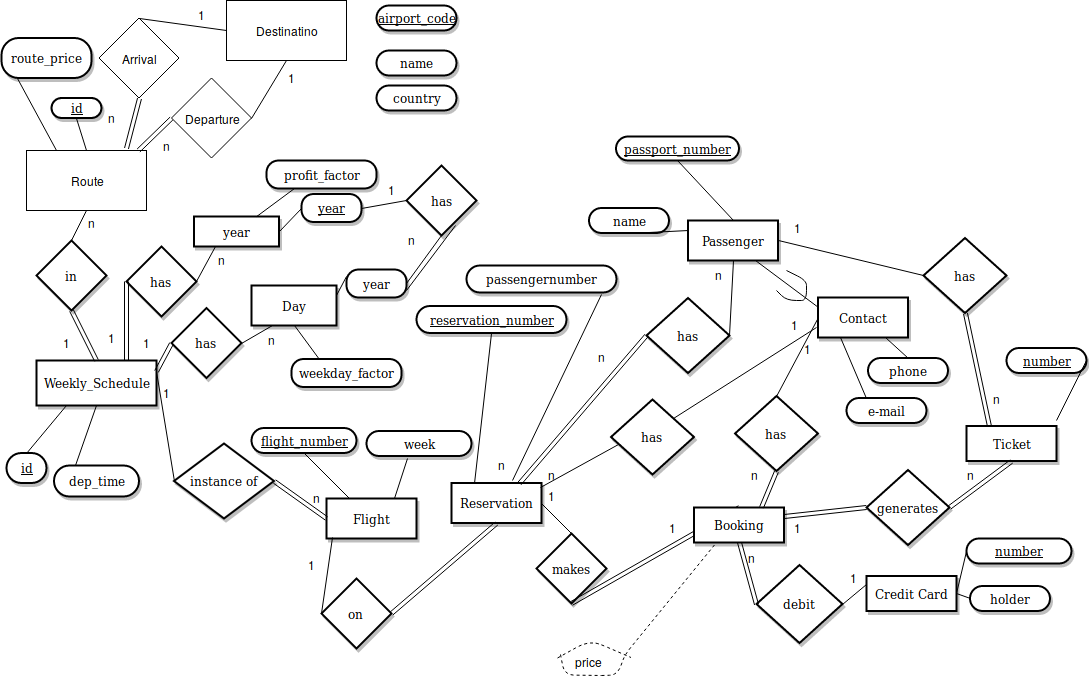 1
Destinatino
airport_code
route_price
Arrival
name
1
country
id
n
Departure
n
Route
passport_number
profit_factor
1
has
year
name
year
n
Passenger
1
n
n
in
has
year
passengernumber
n
has
Day
reservation_number
Contact
1
1
1
has
n
has
1
1
n
number
Weekly_Schedule
weekday_factor
phone
1
n
e-mail
flight_number
week
has
has
Ticket
id
dep_time
instance of
n
n
n
n
n
1
Reservation
generates
Flight
1
Booking
1
1
makes
n
number
1
debit
Credit Card
holder
on
price